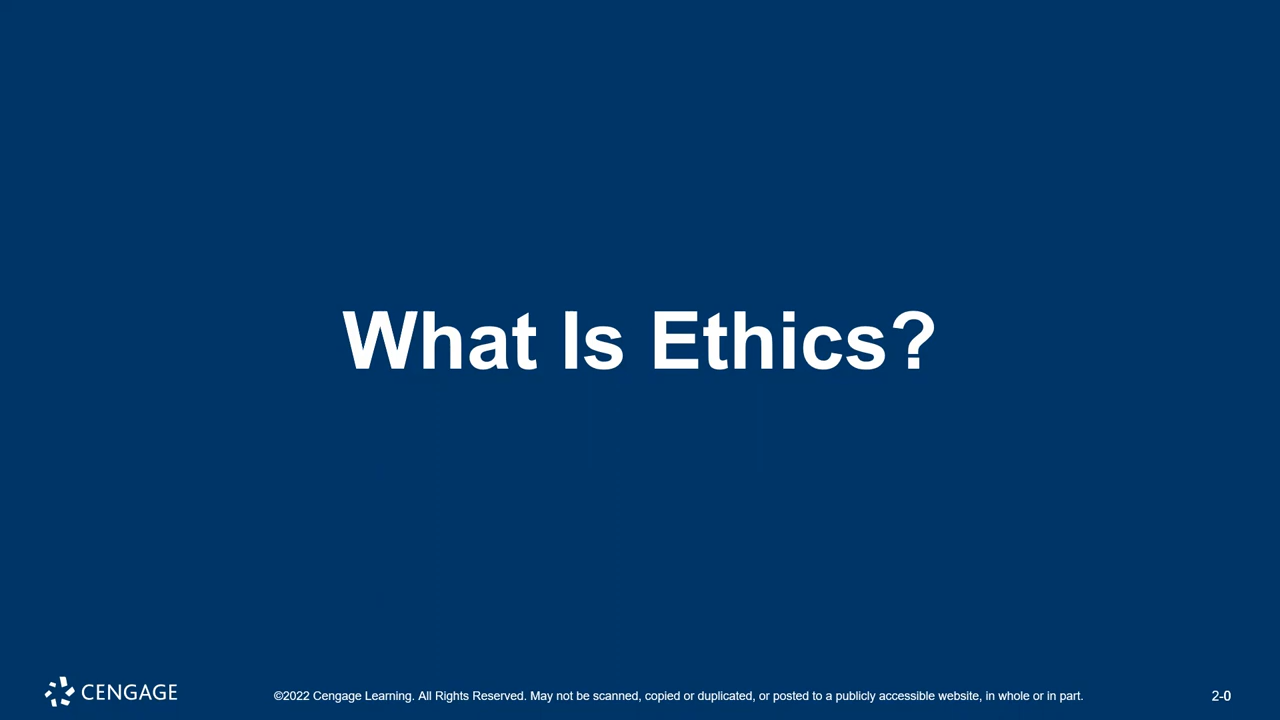 What Is Ethics?
CENGAGE
©2022 Cengage Learning. All Rights Reserved. May not be scanned, copied or duplicated, or posted to a publicly accessible website, in whole or in part.
2-0